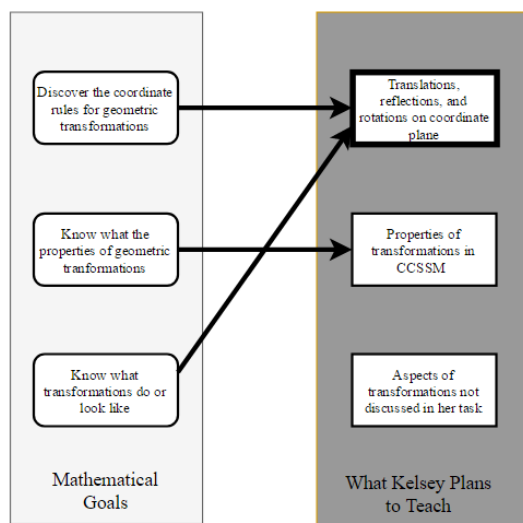 Discover the coordinate
rules for geometric
transformations
Know what the
properties of geometric
tranformations
Know what
transformations do or
look like
Mathematical
Goals
Translations,
reflections, and
rotations on coordinate
plane
Properties of
transformations in
CCSSM
Aspects of
transformations not
discussed in her task
What Kelsey Plans
to Teach